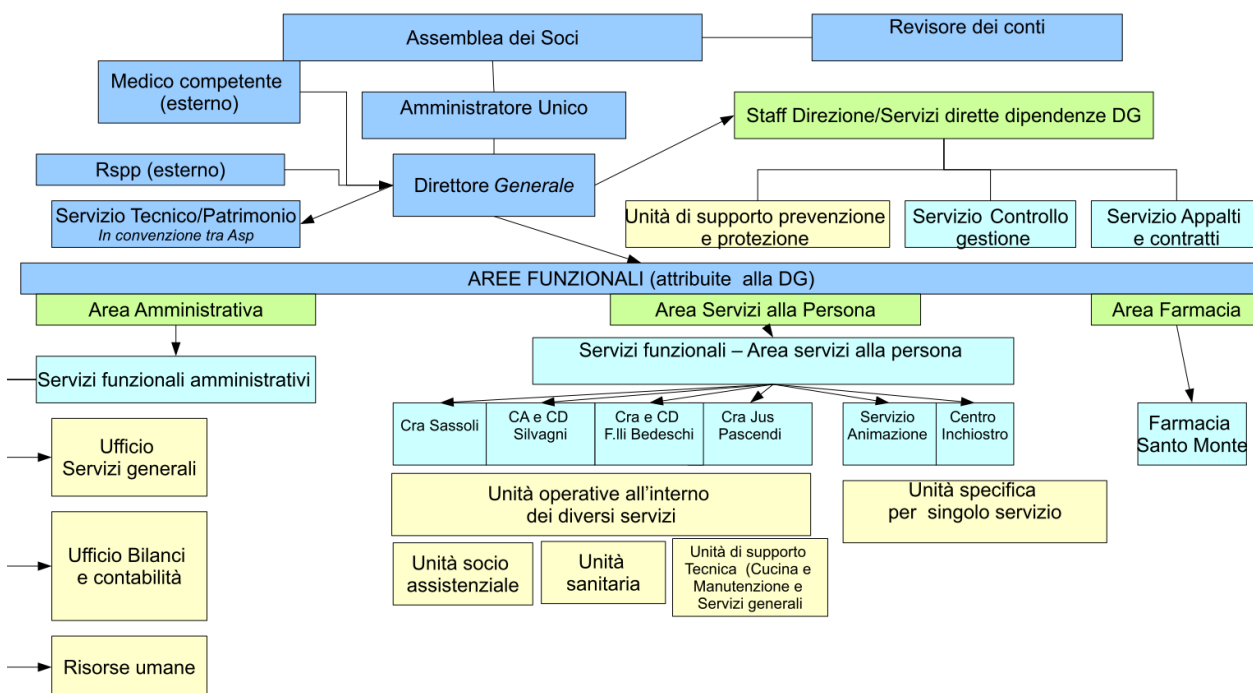 Assemblea dei Soci
Revisore dei conti
Medico competente
(esterno)
Amministratore Unico
Staff Direzione/Servizi dirette dipendenze DG
Rspp (esterno)
Direttore Generale
Servizio Tecnico/Patrimonio
In convenzione tra Asp
Unità di supporto prevenzione
e protezione
Servizio Controllo
gestione
Servizio Appalti
e contratti
AREE FUNZIONALI (attribuite alla DG)
Area Amministrativa
Area Servizi alla Persona
Area Farmacia
Servizi funzionali – Area servizi alla persona
Servizi funzionali amministrativi
Cra Sassoli
CA e CD
Silvagni
Cra e CD
F.lli Bedeschi
Cra Jus
Pascendi
Servizio
Animazione
Centro
Inchiostro
Farmacia
Santo Monte
Ufficio
Servizi generali
Unità operative all'interno
dei diversi servizi
Unità specifica
per singolo servizio
Ufficio Bilanci
e contabilità
Unità socio
assistenziale
Unità
sanitaria
Unità di supporto
Tecnica (Cucina e
Manutenzione e
Servizi generali
Risorse umane